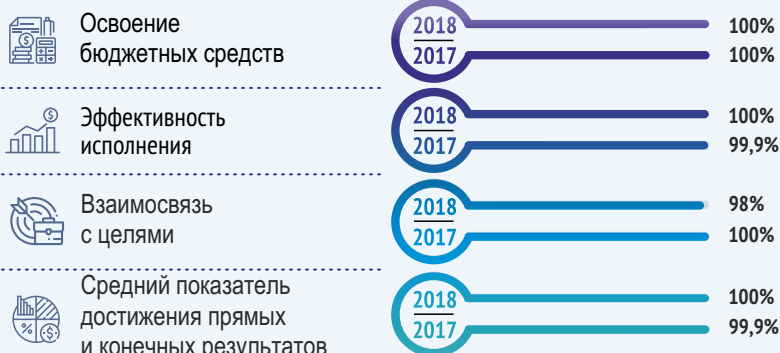 Освоение
бюджетных средств
2018
100%
2017
100%
Эффективность
исполнения
2018
100%
2017
99,9%
Взаимосвязь
с целями
2018
98%
2017
100%
Средний показатель
достижения прямых
и конечных результатов
2018
100%
2017
99,9%